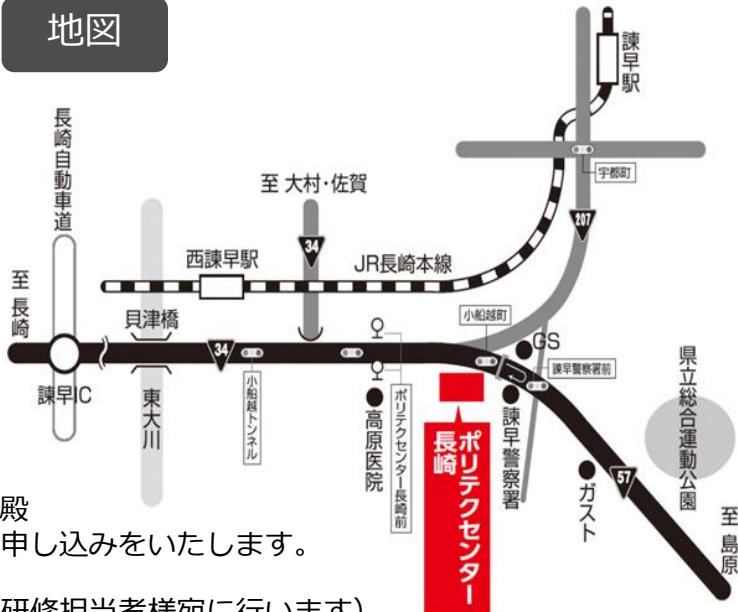 地図
諫早駅
長崎自動車道
宇都町
至 大村・佐賀
207
34
西諫早駅
JR長崎本線
至 長崎
貝津橋
小船越町
GS
34
諫早警察署前
県立総合運動公園
諫早IC
東大川
小船越トンネル
高原医院
ポリテクセンター長崎前
ポリテクセンター
長崎
諫早警察署
ガスト
57
至 島原
殿
申し込みをいたします。
研修担当者様宛に行います)